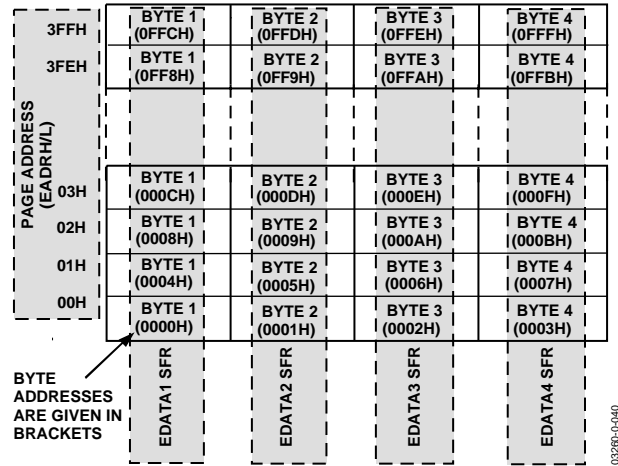 3FFH
BYTE 1 BYTE 2 BYTE 3 BYTE 4
(0FFCH) (0FFDH) (0FFEH) (0FFFH)
3FEH
BYTE 1 BYTE 2 BYTE 3 BYTE 4
(0FF8H) (0FF9H) (0FFAH) (0FFBH)
PAGE ADDRESS
(EADRH/L)
03H
BYTE 1 BYTE 2 BYTE 3 BYTE 4
(000CH) (000DH) (000EH) (000FH)
02H
BYTE 1 BYTE 2 BYTE 3 BYTE 4
(0008H) (0009H) (000AH) (000BH)
01H
BYTE 1 BYTE 2 BYTE 3 BYTE 4
(0004H) (0005H) (0006H) (0007H)
00H
BYTE 1 BYTE 2 BYTE 3 BYTE 4
(0000H) (0001H) (0002H) (0003H)
BYTE
ADDRESSES
ARE GIVEN IN
BRACKETS
EDATA1 SFR
EDATA2 SFR
EDATA3 SFR
EDATA4 SFR
03260-0-040